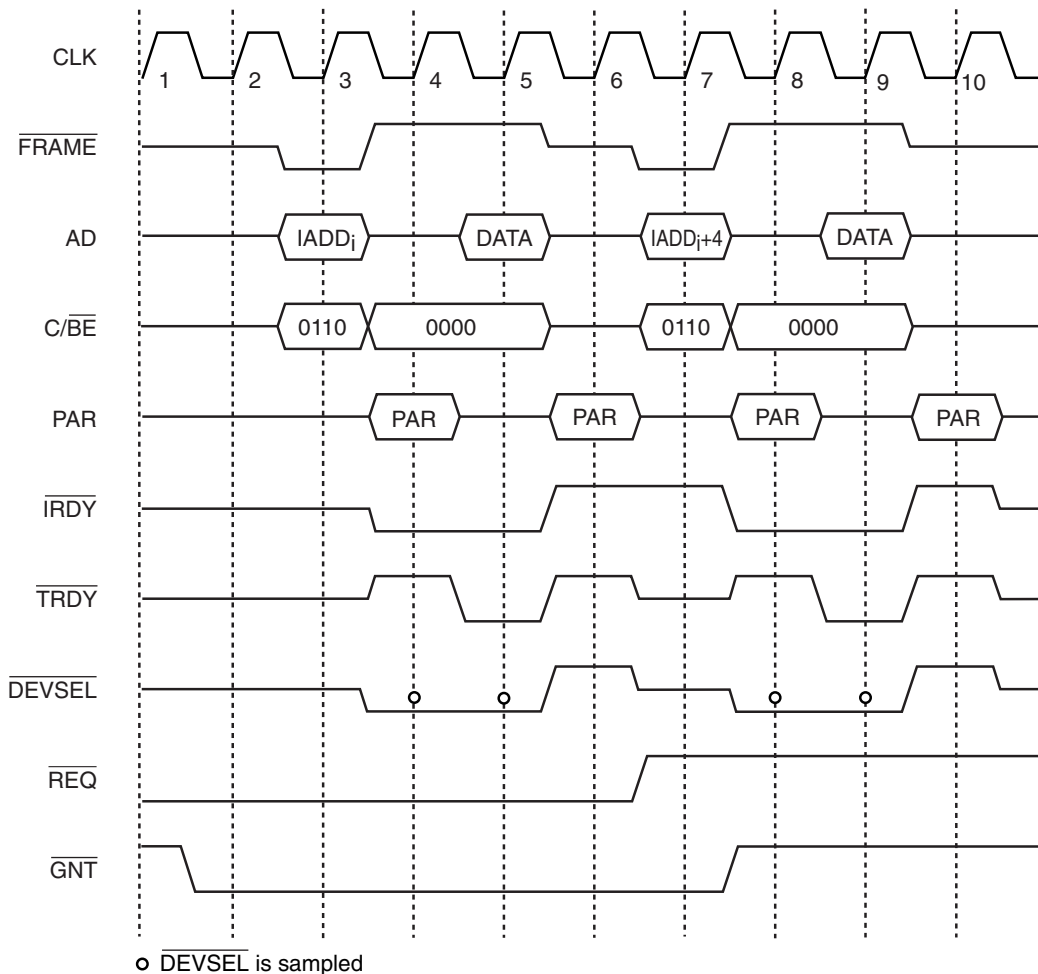 CLK
1 2 3 4 5 6 7 8 9 10
FRAME
AD
IADDi DATA IADDi+4 DATA
C/BE
0110 0000 0110 0000
PAR
PAR PAR PAR PAR
IRDY
TRDY
DEVSEL
REQ
GNT
DEVSEL is sampled